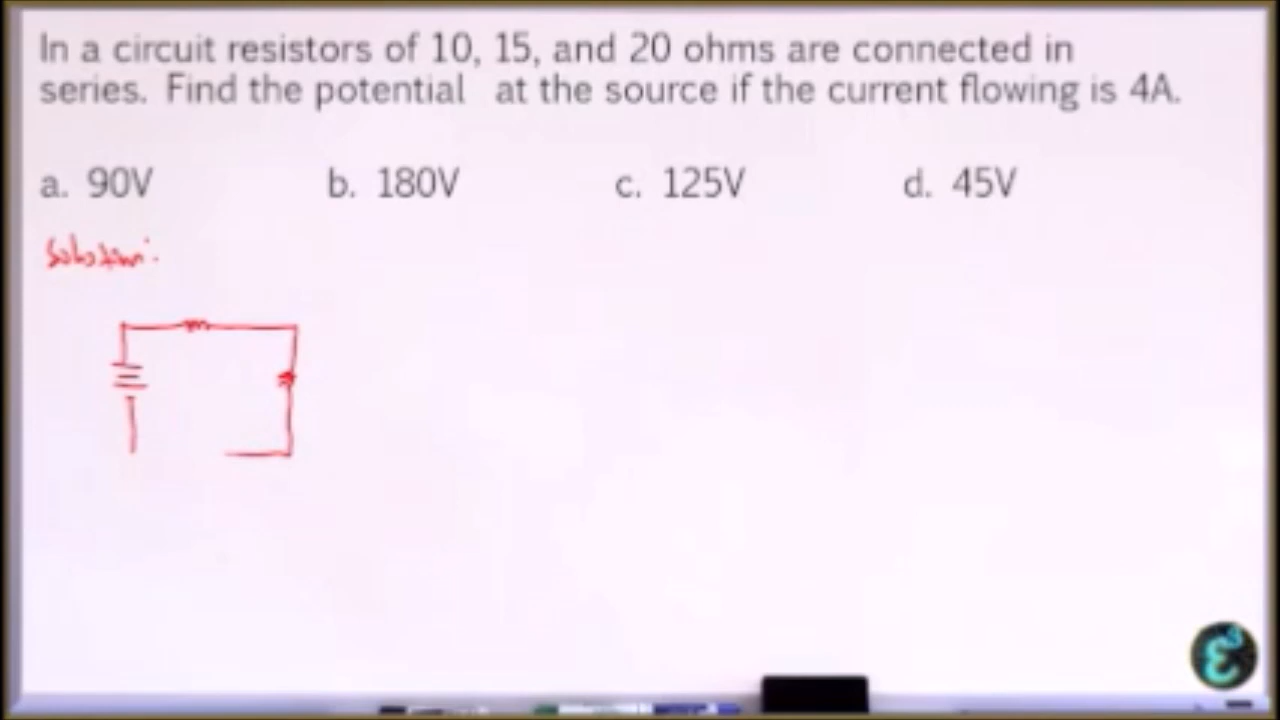 In a circuit resistors of 10, 15, and 20 ohms are connected in
series. Find the potential at the source if the current flowing is 4A.
a. 90V b. 180V c. 125V d. 45V
Solution: